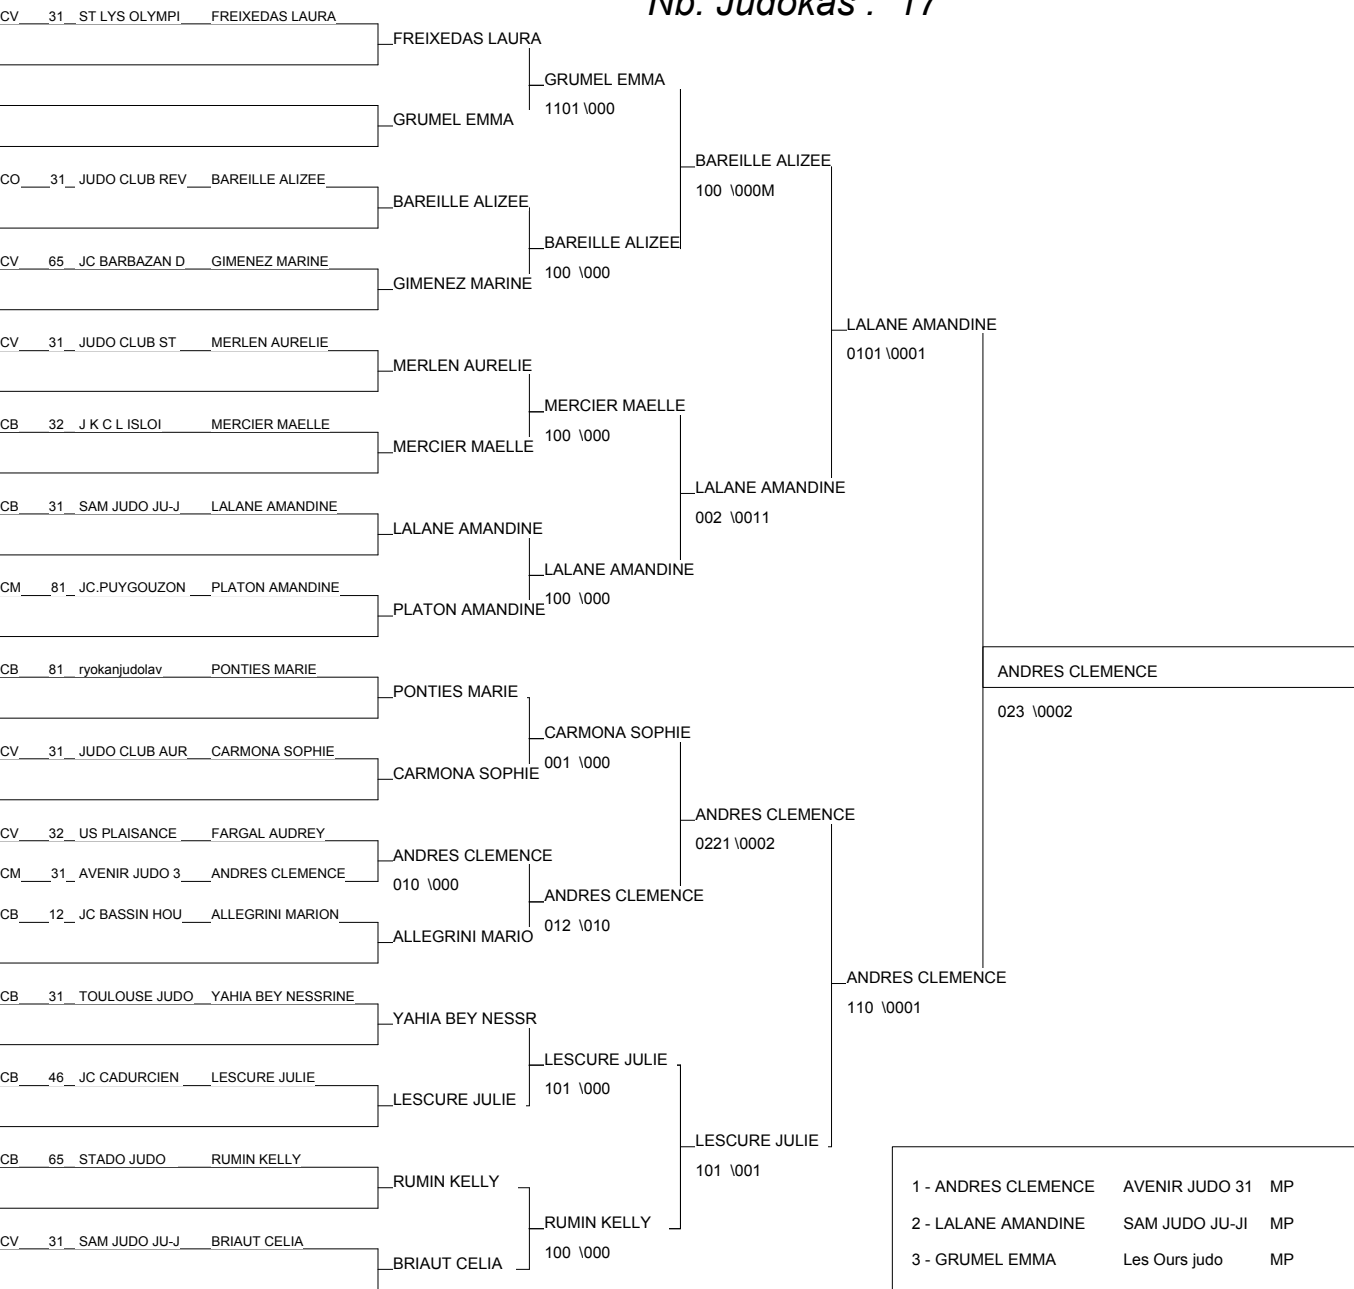 Nb. Judokas : 17
CV 31 ST LYS OLYMPI FREIXEDAS LAURA
FREIXEDAS LAURA
GRUMEL EMMA
1101 \000
GRUMEL EMMA
BAREILLE ALIZEE
100 \000M
CO 31 JUDO CLUB REV BAREILLE ALIZEE
BAREILLE ALIZEE
BAREILLE ALIZEE
100 \000
CV 65 JC BARBAZAN D GIMENEZ MARINE
GIMENEZ MARINE
LALANE AMANDINE
0101 \0001
CV 31 JUDO CLUB ST MERLEN AURELIE
MERLEN AURELIE
MERCIER MAELLE
100 \000
CB 32 J K C L ISLOI MERCIER MAELLE
MERCIER MAELLE
LALANE AMANDINE
002 \0011
CB 31 SAM JUDO JU-J LALANE AMANDINE
LALANE AMANDINE
LALANE AMANDINE
100 \000
CM 81 JC.PUYGOUZON PLATON AMANDINE
PLATON AMANDINE
ANDRES CLEMENCE
023 \0002
CB 81 ryokanjudolav PONTIES MARIE
PONTIES MARIE
CARMONA SOPHIE
001 \000
CV 31 JUDO CLUB AUR CARMONA SOPHIE
CARMONA SOPHIE
ANDRES CLEMENCE
0221 \0002
CV 32 US PLAISANCE FARGAL AUDREY
ANDRES CLEMENCE
010 \000
CM 31 AVENIR JUDO 3 ANDRES CLEMENCE
ANDRES CLEMENCE
012 \010
CB 12 JC BASSIN HOU ALLEGRINI MARION
ALLEGRINI MARIO
ANDRES CLEMENCE
110 \0001
CB 31 TOULOUSE JUDO YAHIA BEY NESSRINE
YAHIA BEY NESSR
LESCURE JULIE
101 \000
CB 46 JC CADURCIEN LESCURE JULIE
LESCURE JULIE
LESCURE JULIE
101 \001
CB 65 STADO JUDO RUMIN KELLY
RUMIN KELLY
RUMIN KELLY
100 \000
CV 31 SAM JUDO JU-J BRIAUT CELIA
BRIAUT CELIA
1 - ANDRES CLEMENCE AVENIR JUDO 31 MP
2 - LALANE AMANDINE SAM JUDO JU-JI MP
3 - GRUMEL EMMA Les Ours judo MP